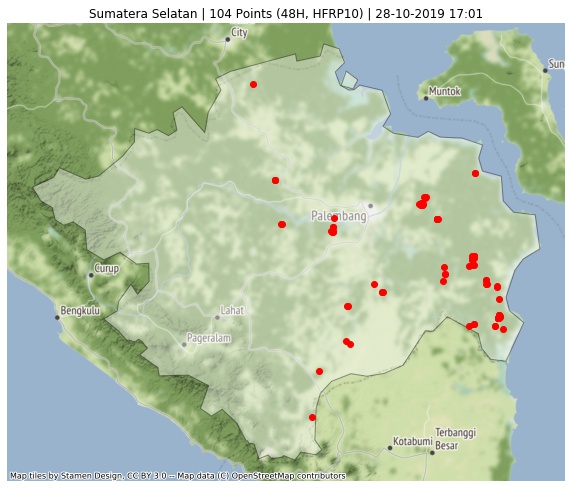 Sumatera Selatan | 104 Points (48H, HFRP10) | 28-10-2019 17:01
City
Sun
Muntok
Palembang
Curup
Bengkulu
Lahat
Pageralam
Kotabumi
Terbanggi
Besar
Map tiles by Stamen Design, CC BY 3.0 -- Map data (C) OpenStreetMap contributors